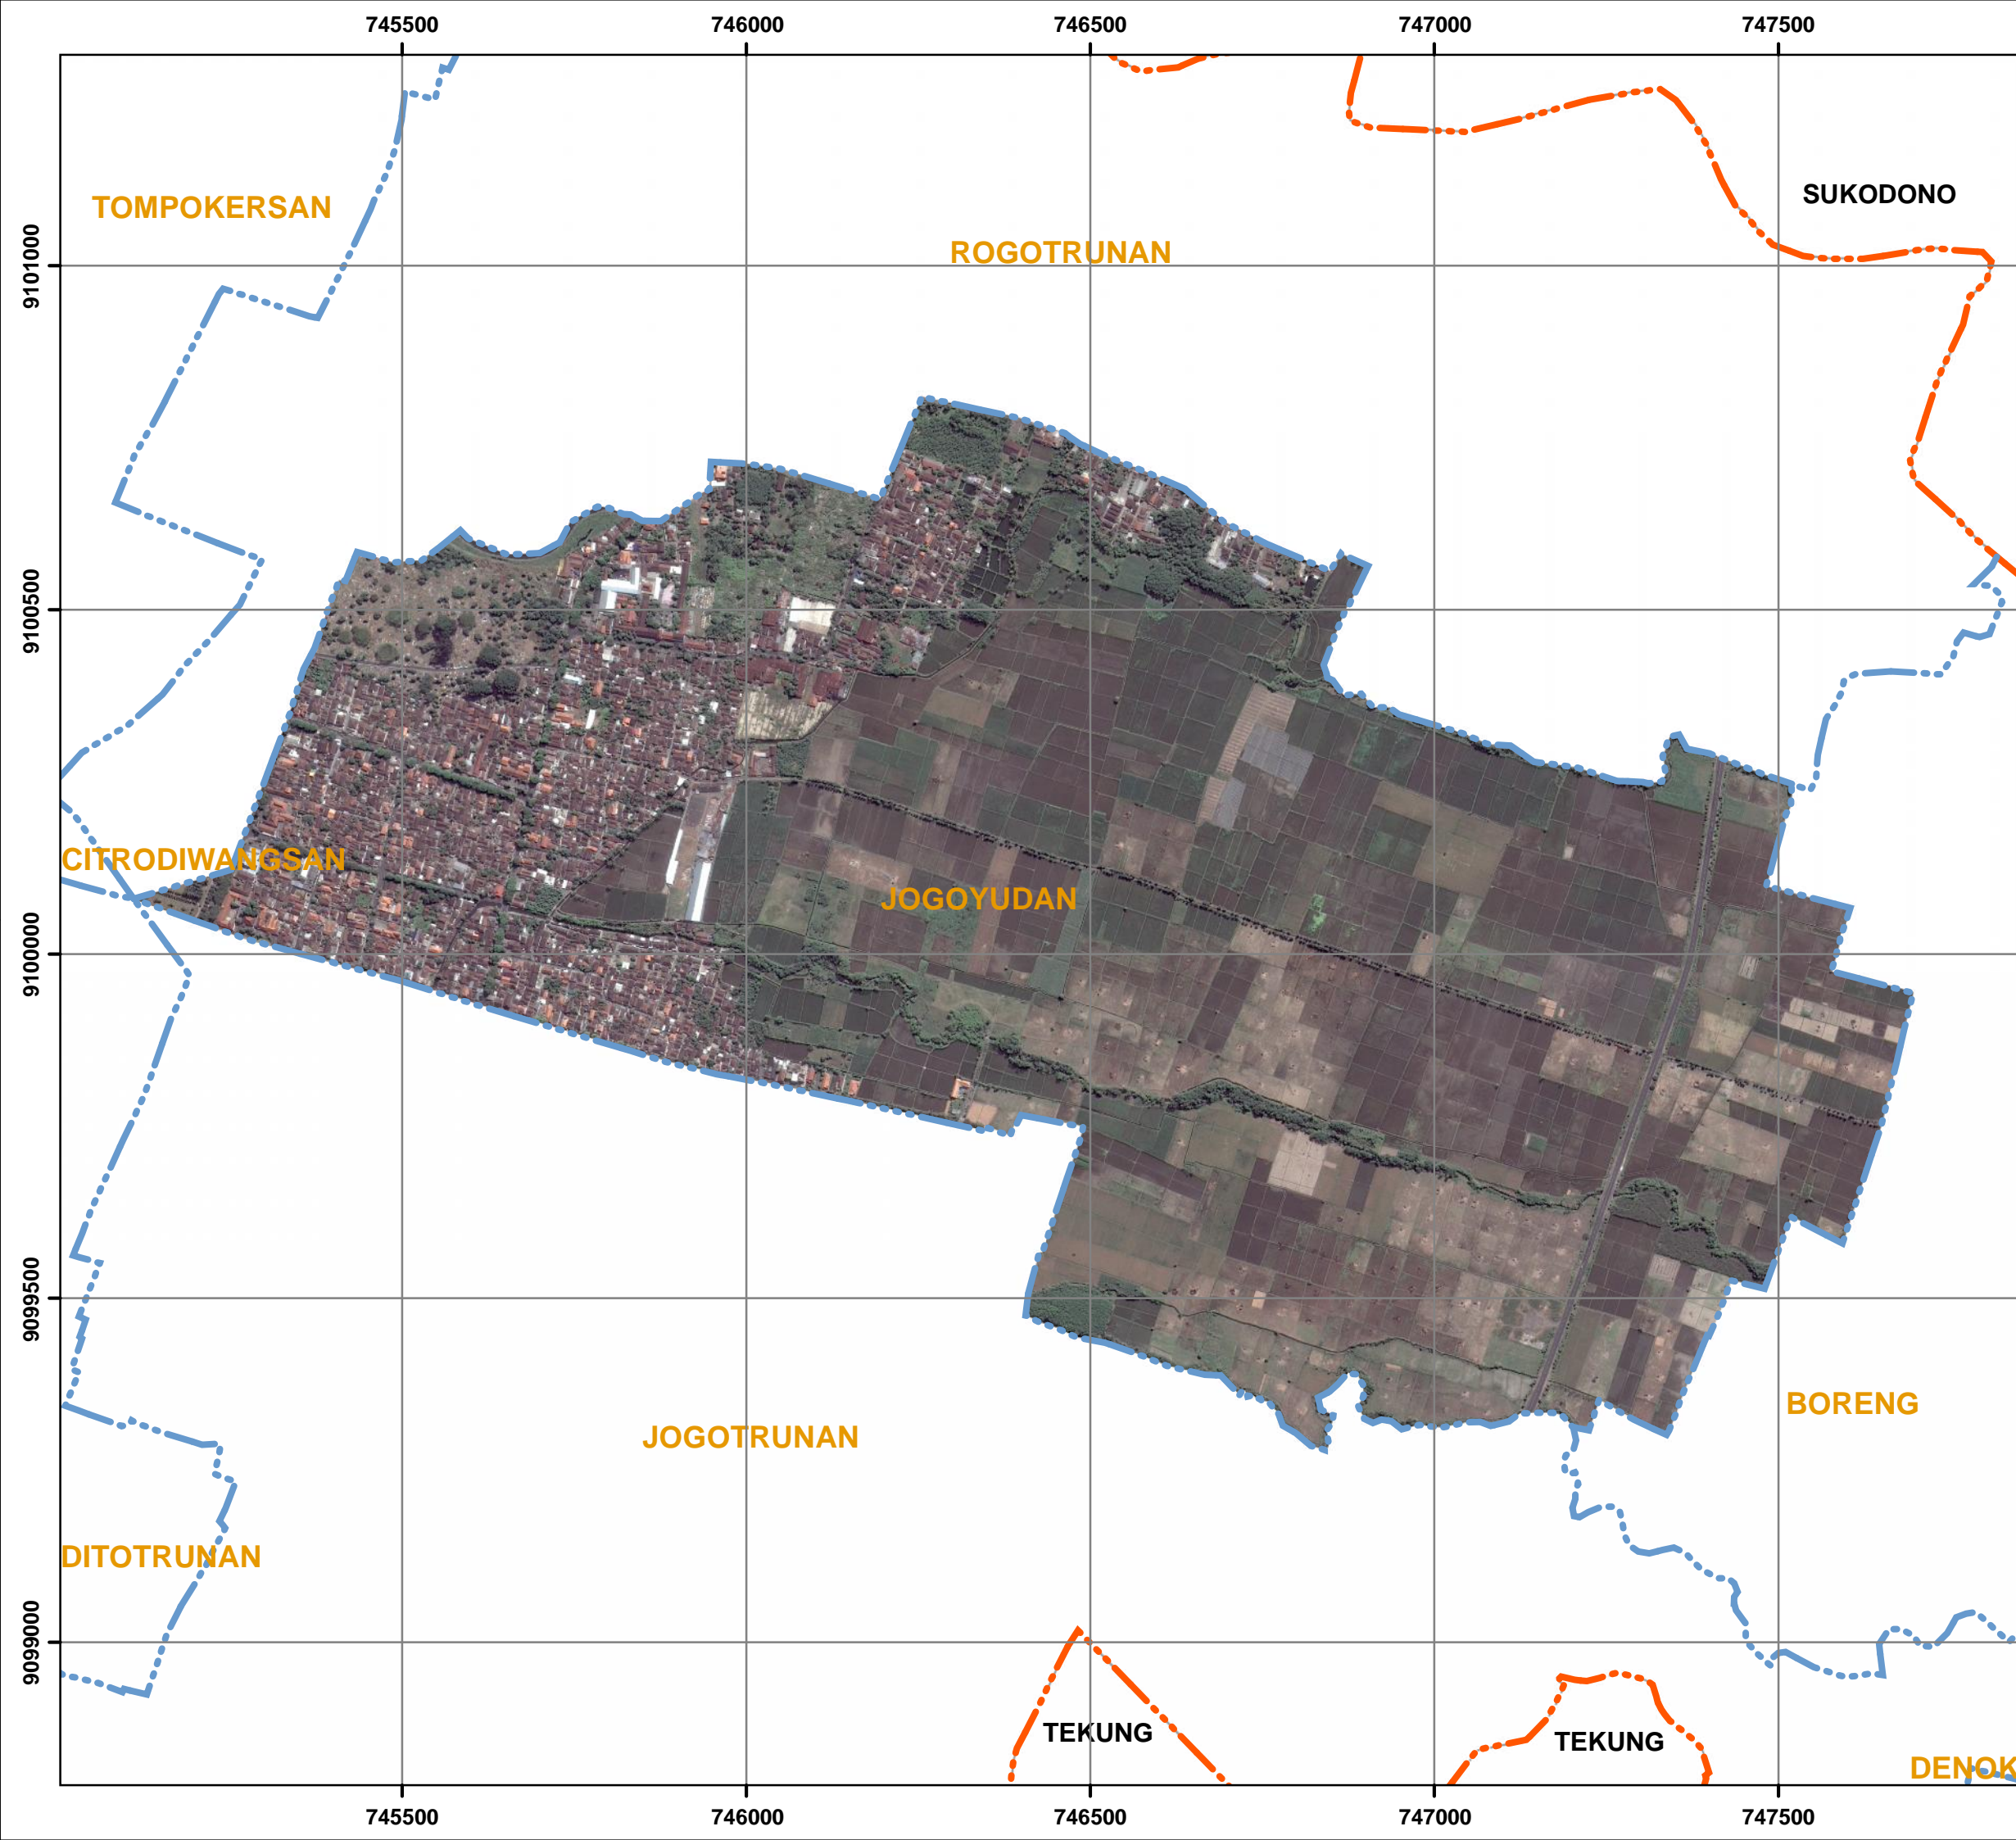 745500 746000 746500 747000 747500
SUKODONO
TOMPOKERSAN
ROGOTRUNAN
9101000
9100500
CITRODIWANGSAN
JOGOYUDAN
9100000
9099500
BORENG
JOGOTRUNAN
DITOTRUNAN
9099000
TEKUNG
TEKUNG
DENOK
745500 746000 746500 747000 747500